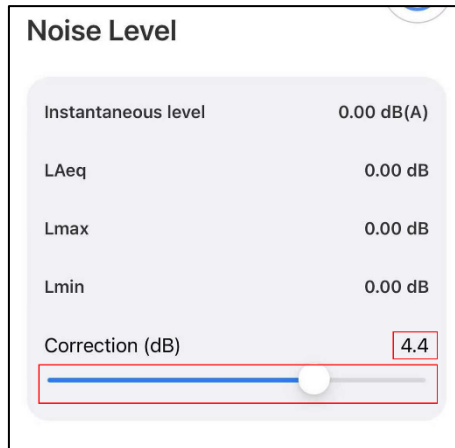 Noise Level
Instantaneous level 0.00 dB(A)
LAeq 0.00 dB
Lmax 0.00 dB
Lmin 0.00 dB
Correction (dB) 4.4